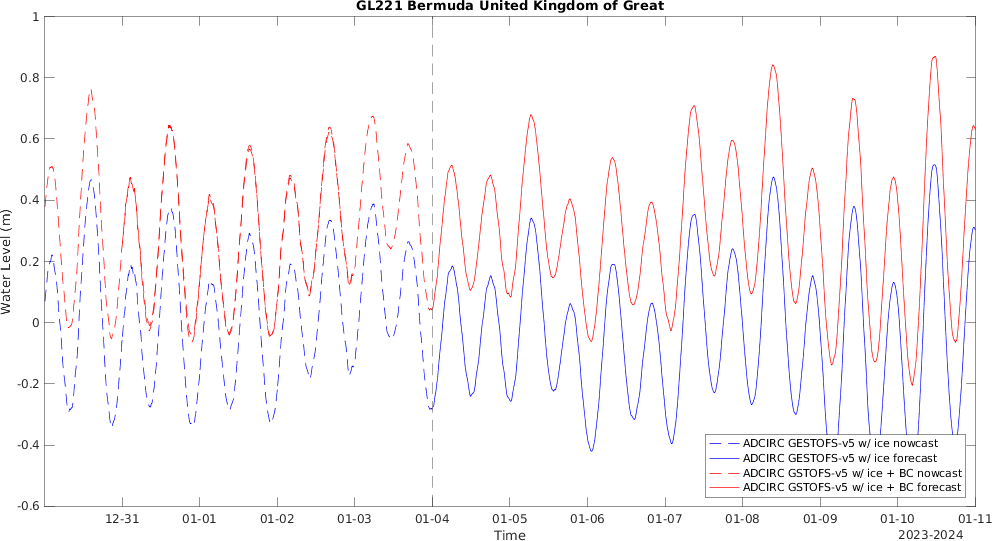 GL221 Bermuda United Kingdom of Great
1
0.8
0.6
0.4
0.2
0
-0.2
-0.4
-0.6
Water Level (m)
ADCIRC GESTOFS-v5 w/ ice nowcast
ADCIRC GESTOFS-v5 w/ ice forecast
ADCIRC GSTOFS-v5 w/ ice + BC nowcast
ADCIRC GSTOFS-v5 w/ ice + BC forecast
12-31 01-01 01-02 01-03 01-04 01-05 01-06 01-07 01-08 01-09 01-10 01-11
Time
2023-2024